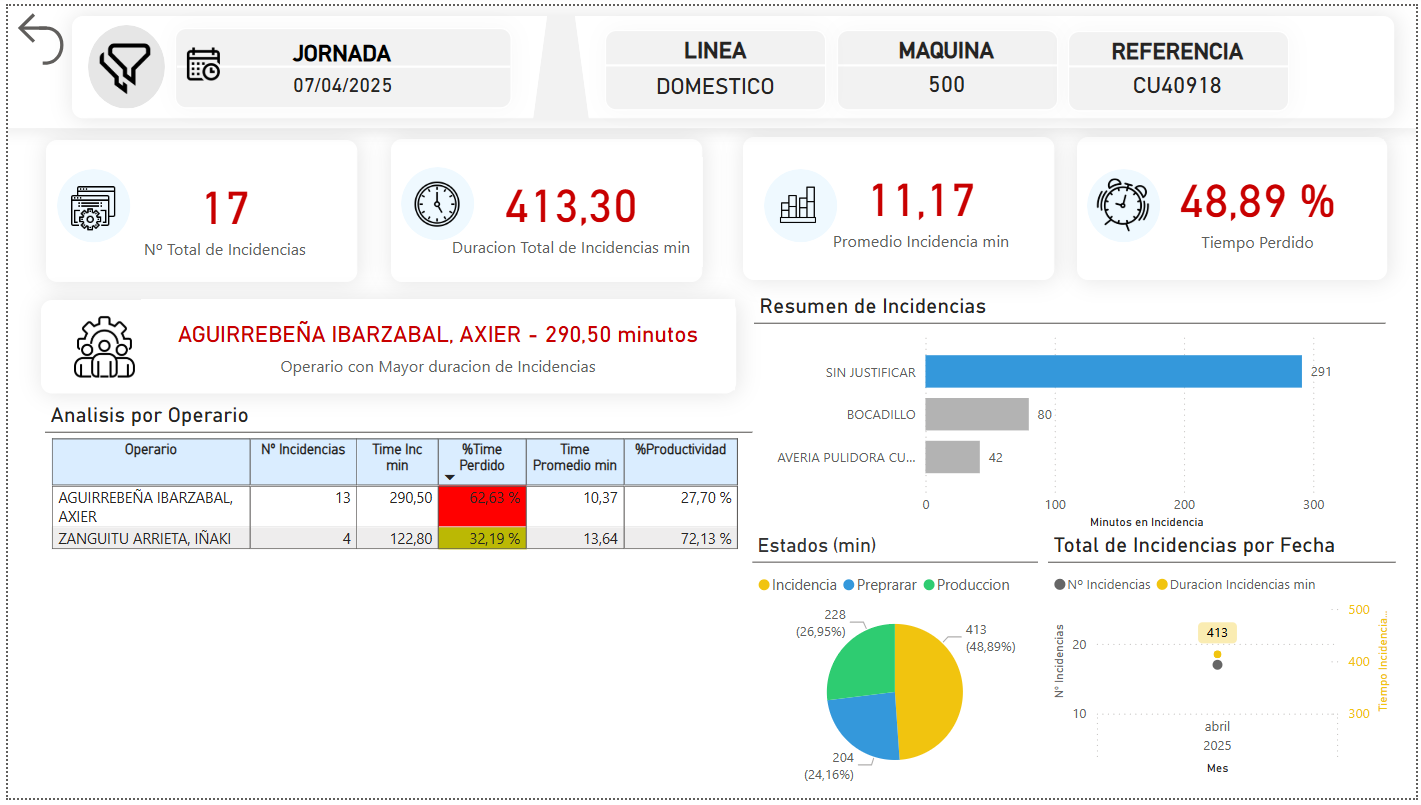 JORNADA
07/04/2025
LINEA
DOMESTICO
MAQUINA
500
REFERENCIA
CU40918
17
Nº Total de Incidencias
413,30
Duracion Total de Incidencias min
11,17
Promedio Incidencia min
48,89 %
Tiempo Perdido
AGUIRREBEÑA IBARZABAL, AXIER - 290,50 minutos
Operario con Mayor duracion de Incidencias
Analisis por Operario
Operario Nº Incidencias Time Inc min %Time Perdido Time Promedio min %Productividad
AGUIRREBEÑA IBARZABAL, AXIER 13 290,50 62,63 % 10,37 27,70 %
ZANGUITU ARRIETA, IÑAKI 4 122,80 32,19 % 13,64 72,13 %
Resumen de Incidencias
SIN JUSTIFICAR 291
BOCADILLO 80
AVERIA PULIDORA CU... 42
0 100 200 300
Minutos en Incidencia
Estados (min)
Incidencia Preprarar Produccion
228
(26,95%)
413
(48,89%)
204
(24,16%)
Total de Incidencias por Fecha
Nº Incidencias Duracion Incidencias min
Nº Incidencias
20
10
413
500
400
300
Tiempo Incidencia...
abril
2025
Mes